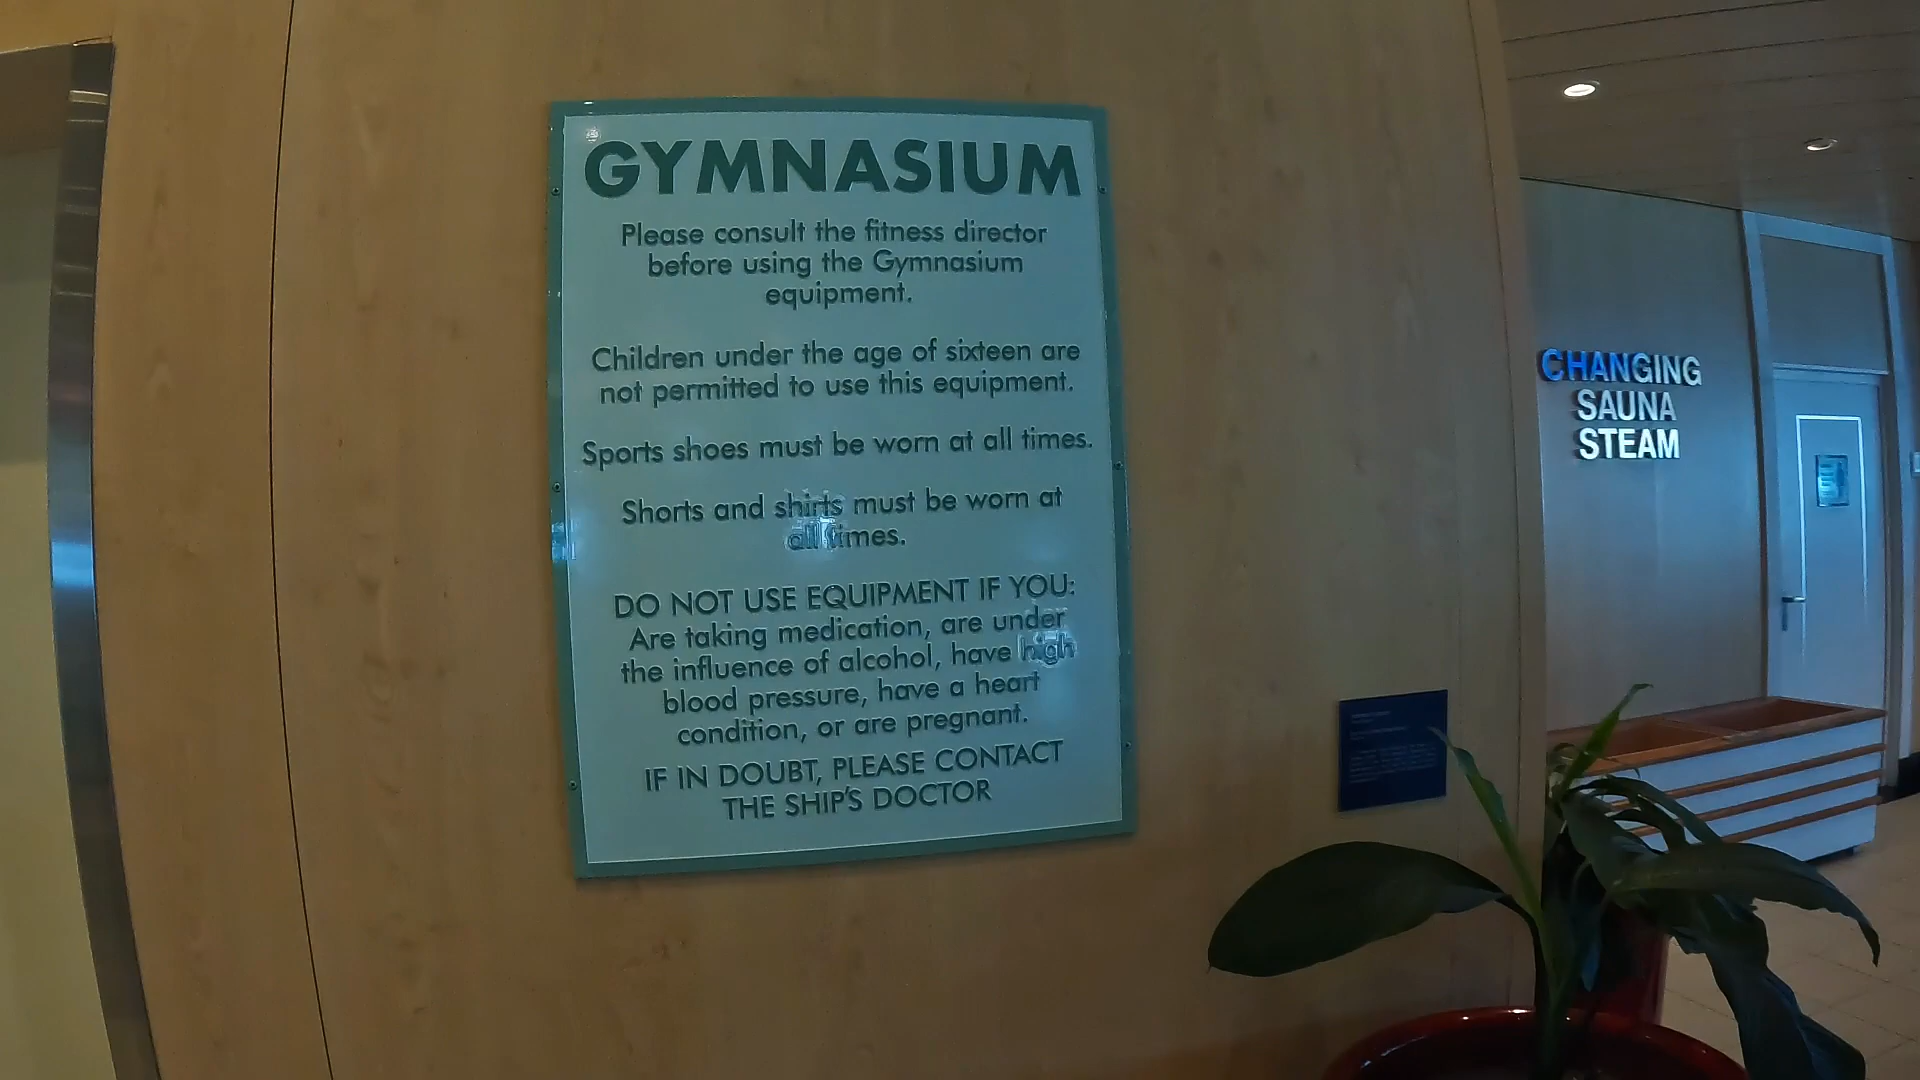 GYMNASIUM
Please consult the fitness director
before using the Gymnasium
equipment.
Children under the age of sixteen are
not permitted to use this equipment.
Sports shoes must be worn at all times.
Shorts and shirts must be worn at
all times.
DO NOT USE EQUIPMENT IF YOU:
Are taking medication, are under
the influence of alcohol, have high
blood pressure, have a heart
condition, or are pregnant.
IF IN DOUBT, PLEASE CONTACT
THE SHIP'S DOCTOR
CHANGING
SAUNA
STEAM